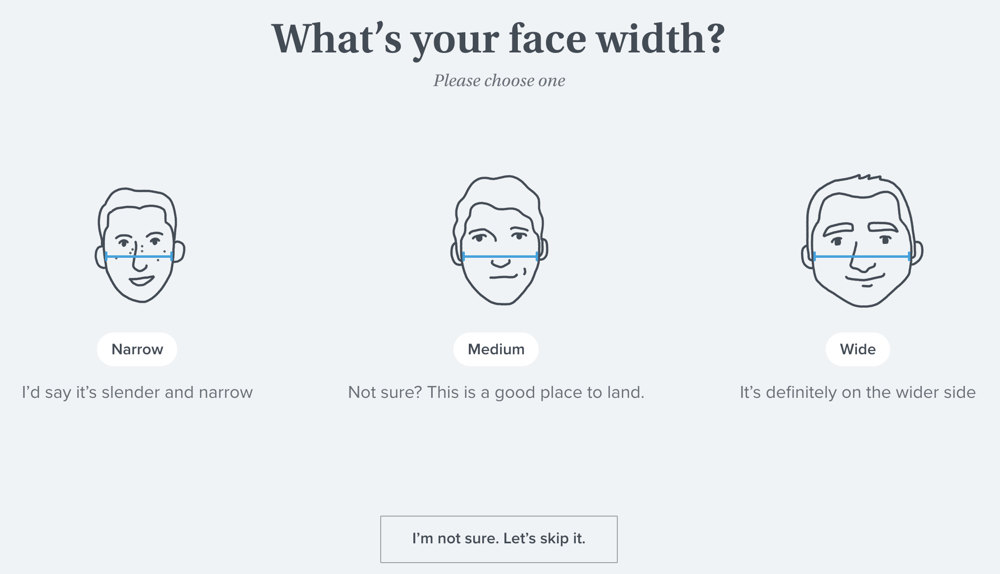 What’s your face width?
Please choose one
Narrow
I’d say it’s slender and narrow
Medium
Not sure? This is a good place to land.
Wide
It’s definitely on the wider side
I’m not sure. Let’s skip it.